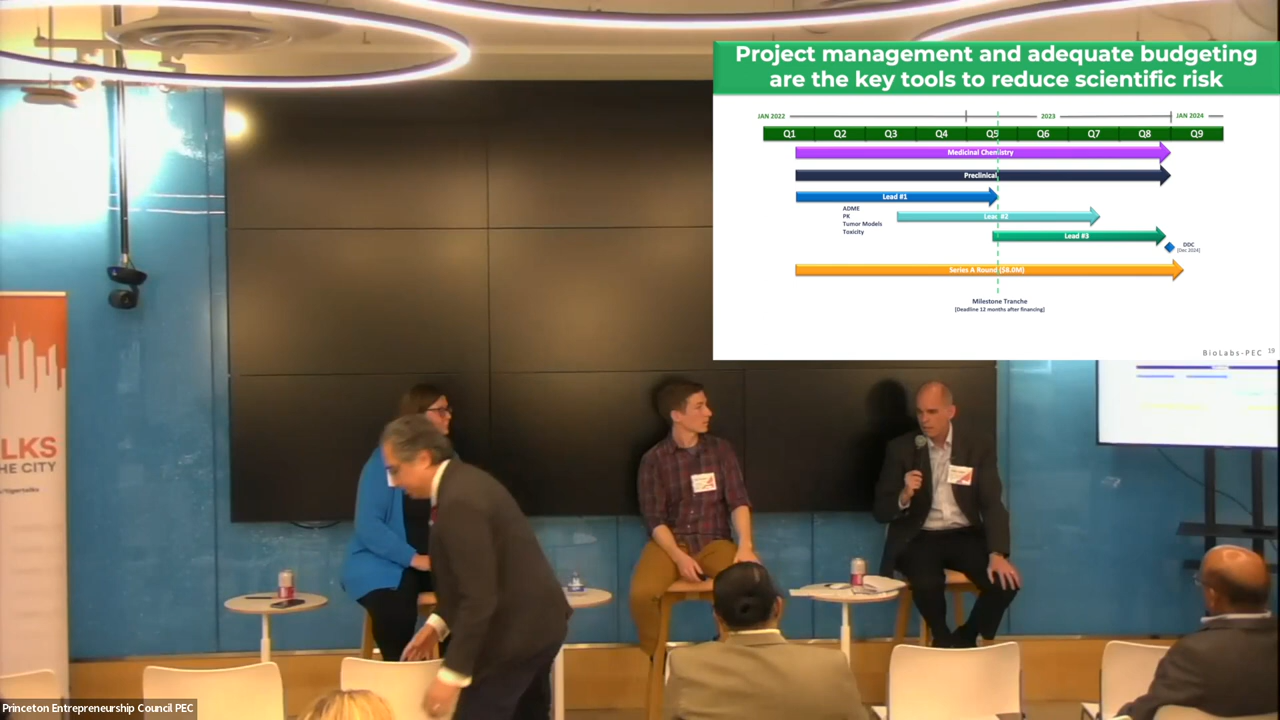 Project management and adequate budgeting
are the key tools to reduce scientific risk
JAN 2022
2023
JAN 2024
Q1 Q2 Q3 Q4 Q5 Q6 Q7 Q8 Q9
Medicinal Chemistry
Preclinical
Lead #1
ADME
PK
Tumor Models
Toxicity
Lead #2
Lead #3
DDC
[Dec 2024]
Series A Round ($8.0M)
Milestone Tranche
[Deadline 12 months after financing]
BioLabs-PEC 19
LKS
HE CITY
Princeton Entrepreneurship Council PEC